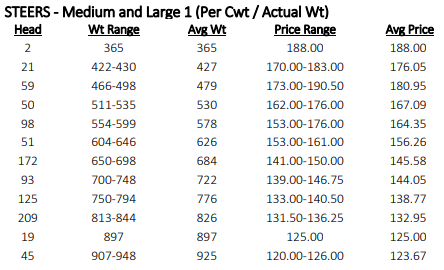 STEERS - Medium and Large 1 (Per Cwt / Actual Wt)
Head Wt Range Avg Wt Price Range Avg Price
2 365 365 188.00 188.00
21 422-430 427 170.00-183.00 176.05
59 466-498 479 173.00-190.50 180.95
50 511-535 530 162.00-176.00 167.09
98 554-599 578 153.00-176.00 164.35
51 604-646 626 153.00-161.00 156.26
172 650-698 684 141.00-150.00 145.58
93 700-748 722 139.00-146.75 144.05
125 750-794 776 133.00-140.50 138.77
209 813-844 826 131.50-136.25 132.95
19 897 897 125.00 125.00
45 907-948 925 120.00-126.00 123.67